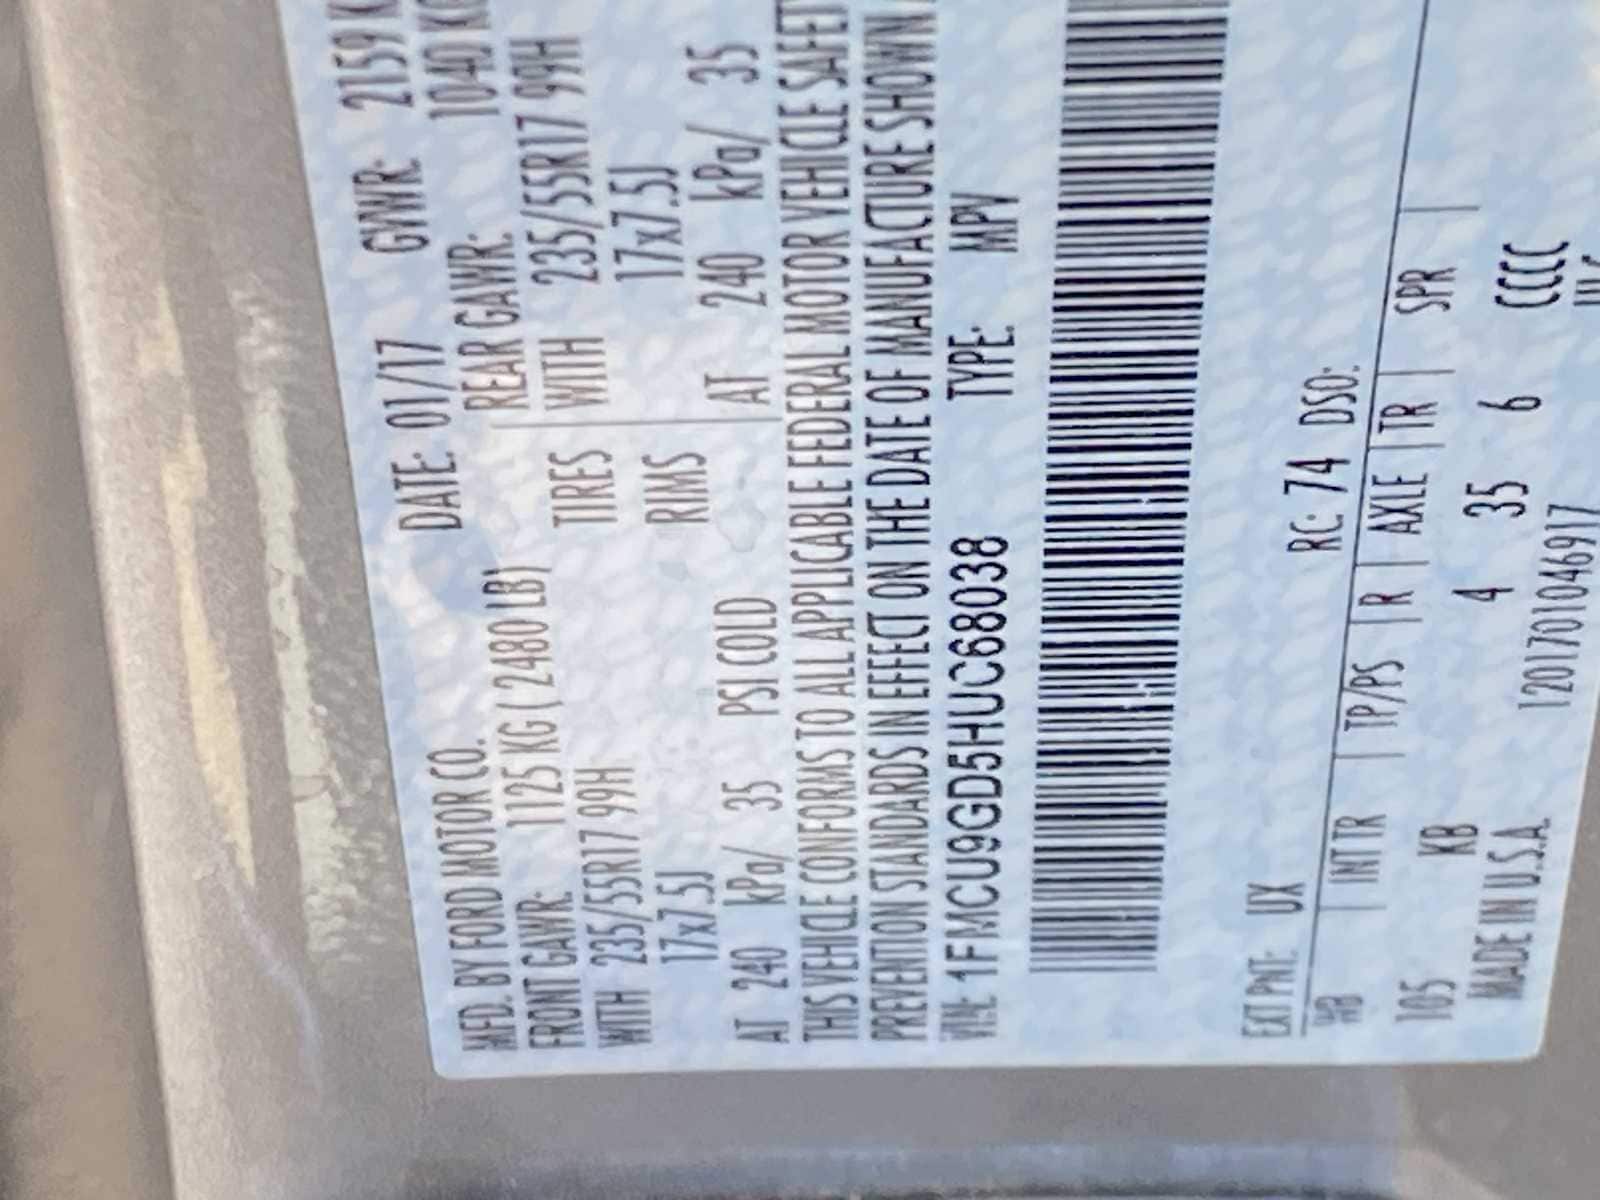 MFD. BY FORD MOTOR CO. DATE: 01/17 GVWR: 2159 K
FRONT GAWR: 1125 KG (2480 LB) REAR GAWR: 1040 KG
WITH 235/55R17 99H TIRES WITH 235/55R17 99H
17x7.5J RIMS 17x7.5J
AT 240 kPa/ 35 PSI COLD AT 240 kPa/ 35
THIS VEHICLE CONFORMS TO ALL APPLICABLE FEDERAL MOTOR VEHICLE SAFET
PREVENTION STANDARDS IN EFFECT ON THE DATE OF MANUFACTURE SHOWN
VIN: 1FMCU9GD5HUC68038 TYPE: MPV
EXT PNT: UX RC: 74 DSO:
WB INT TR TP/PS R AXLE TR SPR
105 KB 4 35 6 CCCC
MADE IN U.S.A. 1201701046917